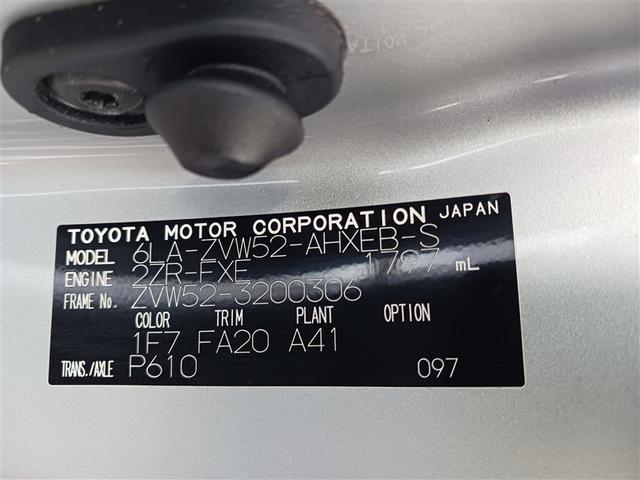 TOYOTA MOTOR CORPORATION JAPAN
MODEL 6LA-ZVW52-AHXEB-S
ENGINE 2ZR-FXE 1797 mL
FRAME No. ZVW52-3200306
COLOR TRIM PLANT OPTION
1F7 FA20 A41
TRANS./AXLE P610 097